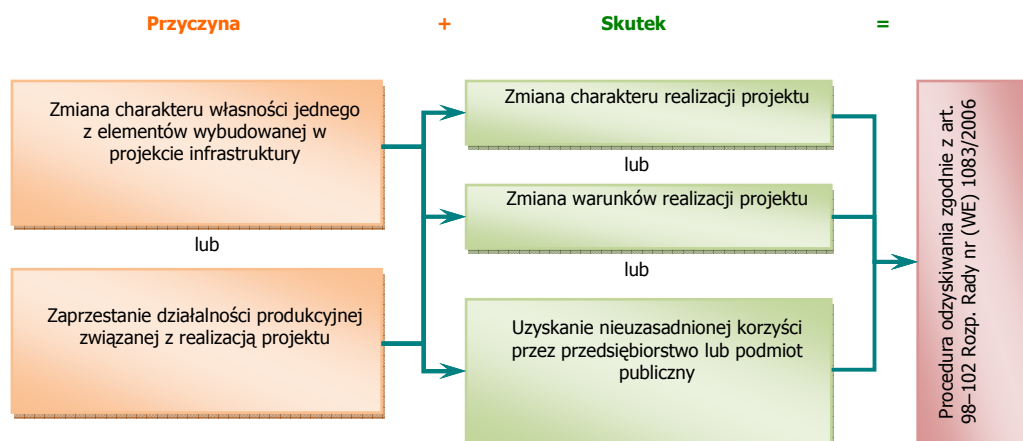 Przyczyna + Skutek =
Zmiana charakteru własności jednego
z elementów wybudowanej w
projekcie infrastruktury
lub
Zaprzestanie działalności produkcyjnej
związanej z realizacją projektu
Zmiana charakteru realizacji projektu
lub
Zmiana warunków realizacji projektu
lub
Uzyskanie nieuzasadnionej korzyści
przez przedsiębiorstwo lub podmiot
publiczny
Procedura odzyskiwania zgodnie z art.
98–102 Rozp. Rady nr (WE) 1083/2006